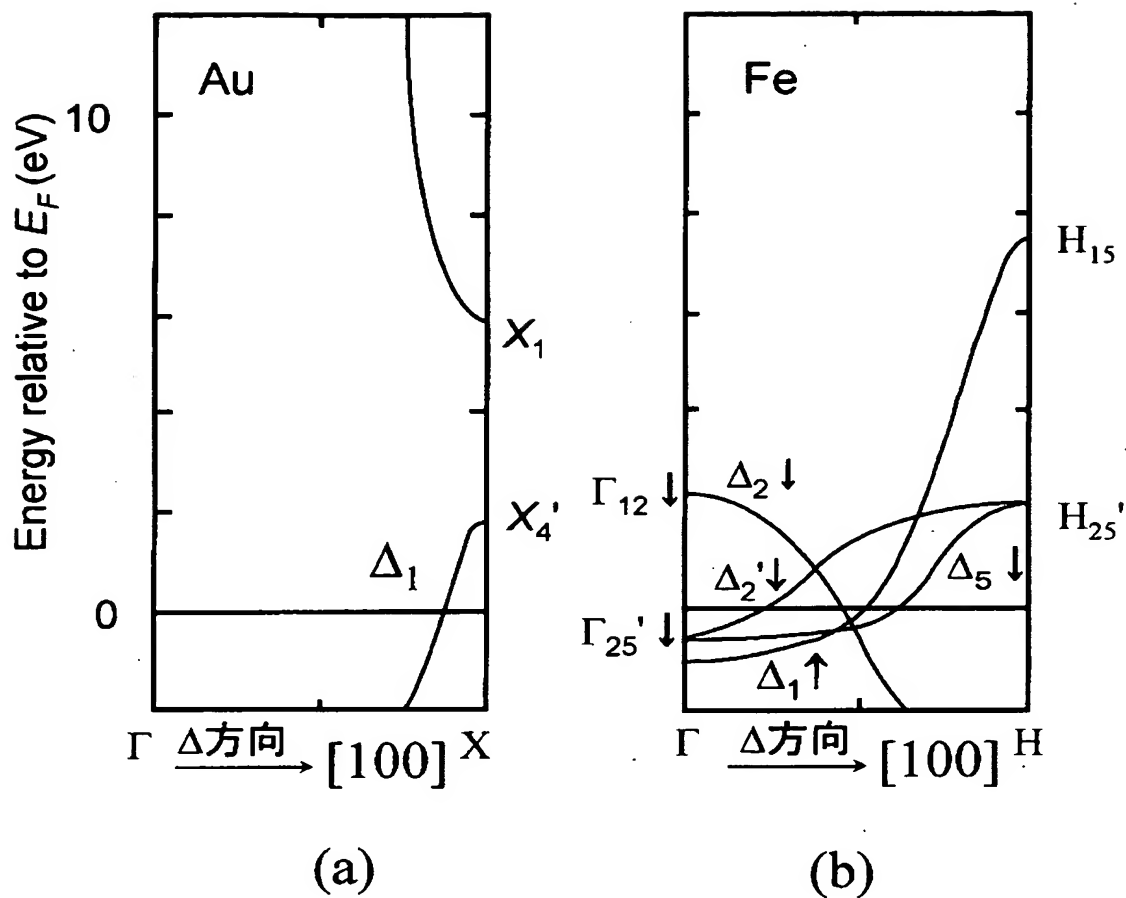 Energy relative to E_F (eV)
Au
10
0
X₁
X₄'
Δ₁
Γ Δ方向 [100] X
(a)
Fe
H₁₅
Γ₁₂ ↓
Δ₂ ↓
H₂₅'
Δ₂' ↓
Δ₅ ↓
Γ₂₅' ↓
Δ₁ ↑
Γ Δ方向 [100] H
(b)